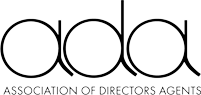 ada
ASSOCIATION OF DIRECTORS AGENTS